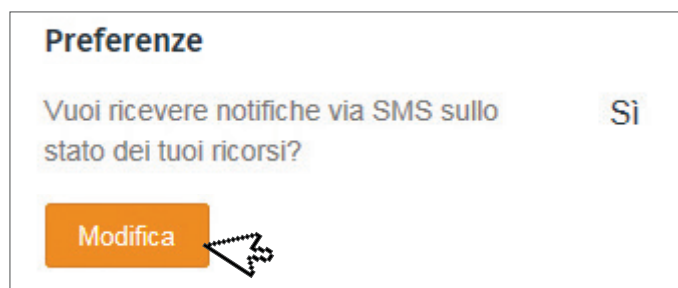 Preferenze
Vuoi ricevere notifiche via SMS sullo Sì
stato dei tuoi ricorsi?
Modifica